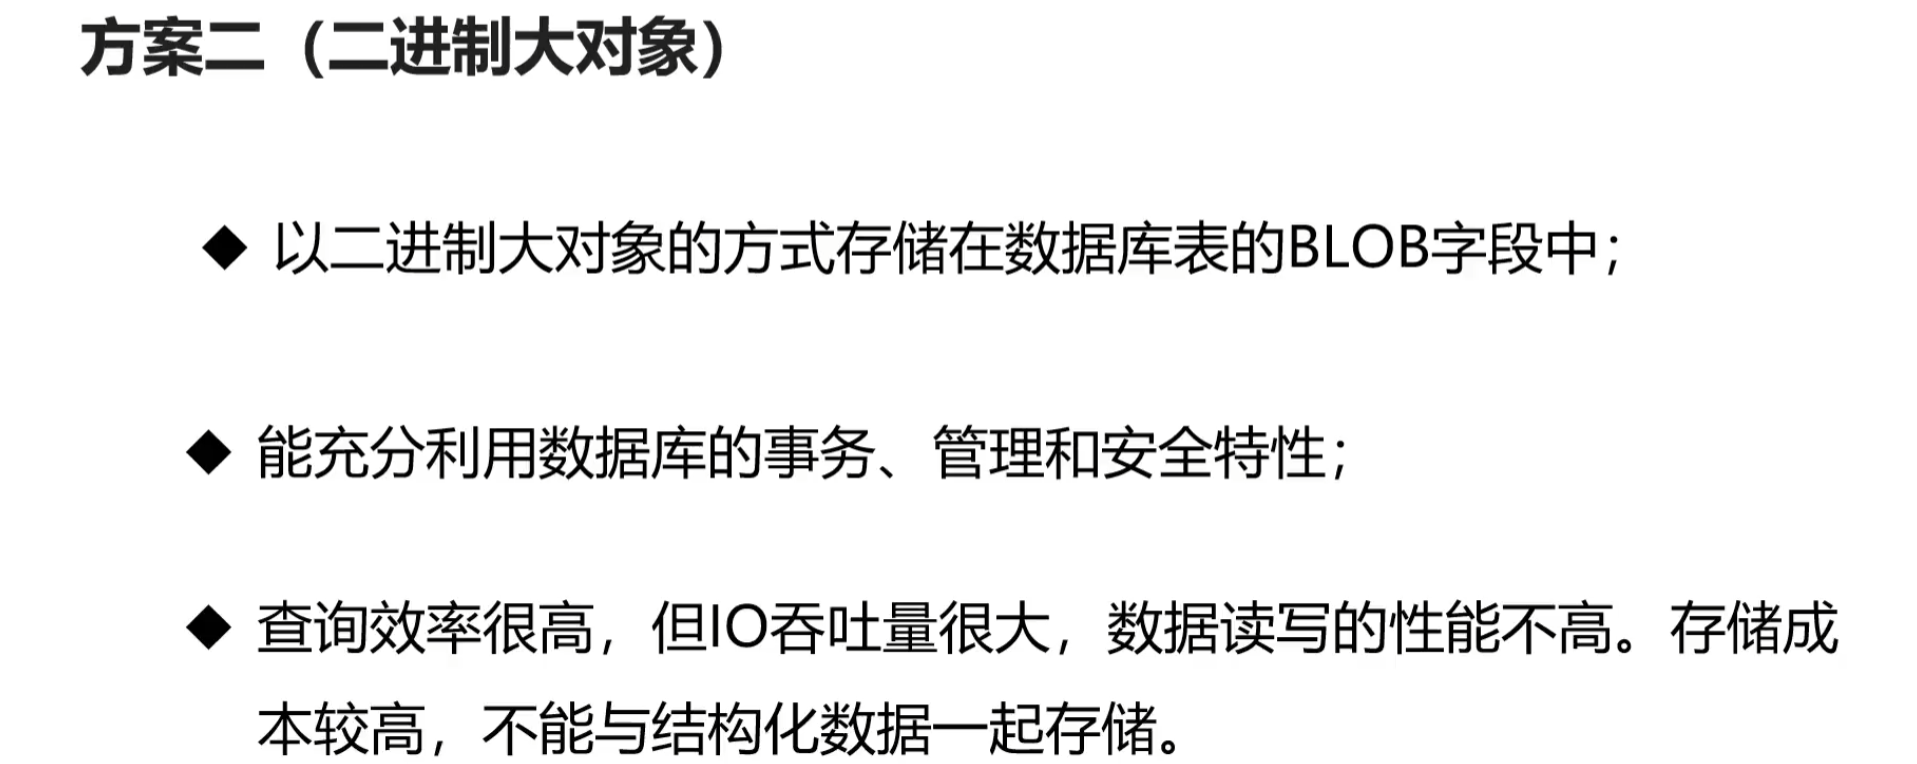 方案二（二进制大对象）
◆ 以二进制大对象的方式存储在数据库表的BLOB字段中；
◆ 能充分利用数据库的事务、管理和安全特性；
◆ 查询效率很高，但IO吞吐量很大，数据读写的性能不高。存储成
本较高，不能与结构化数据一起存储。